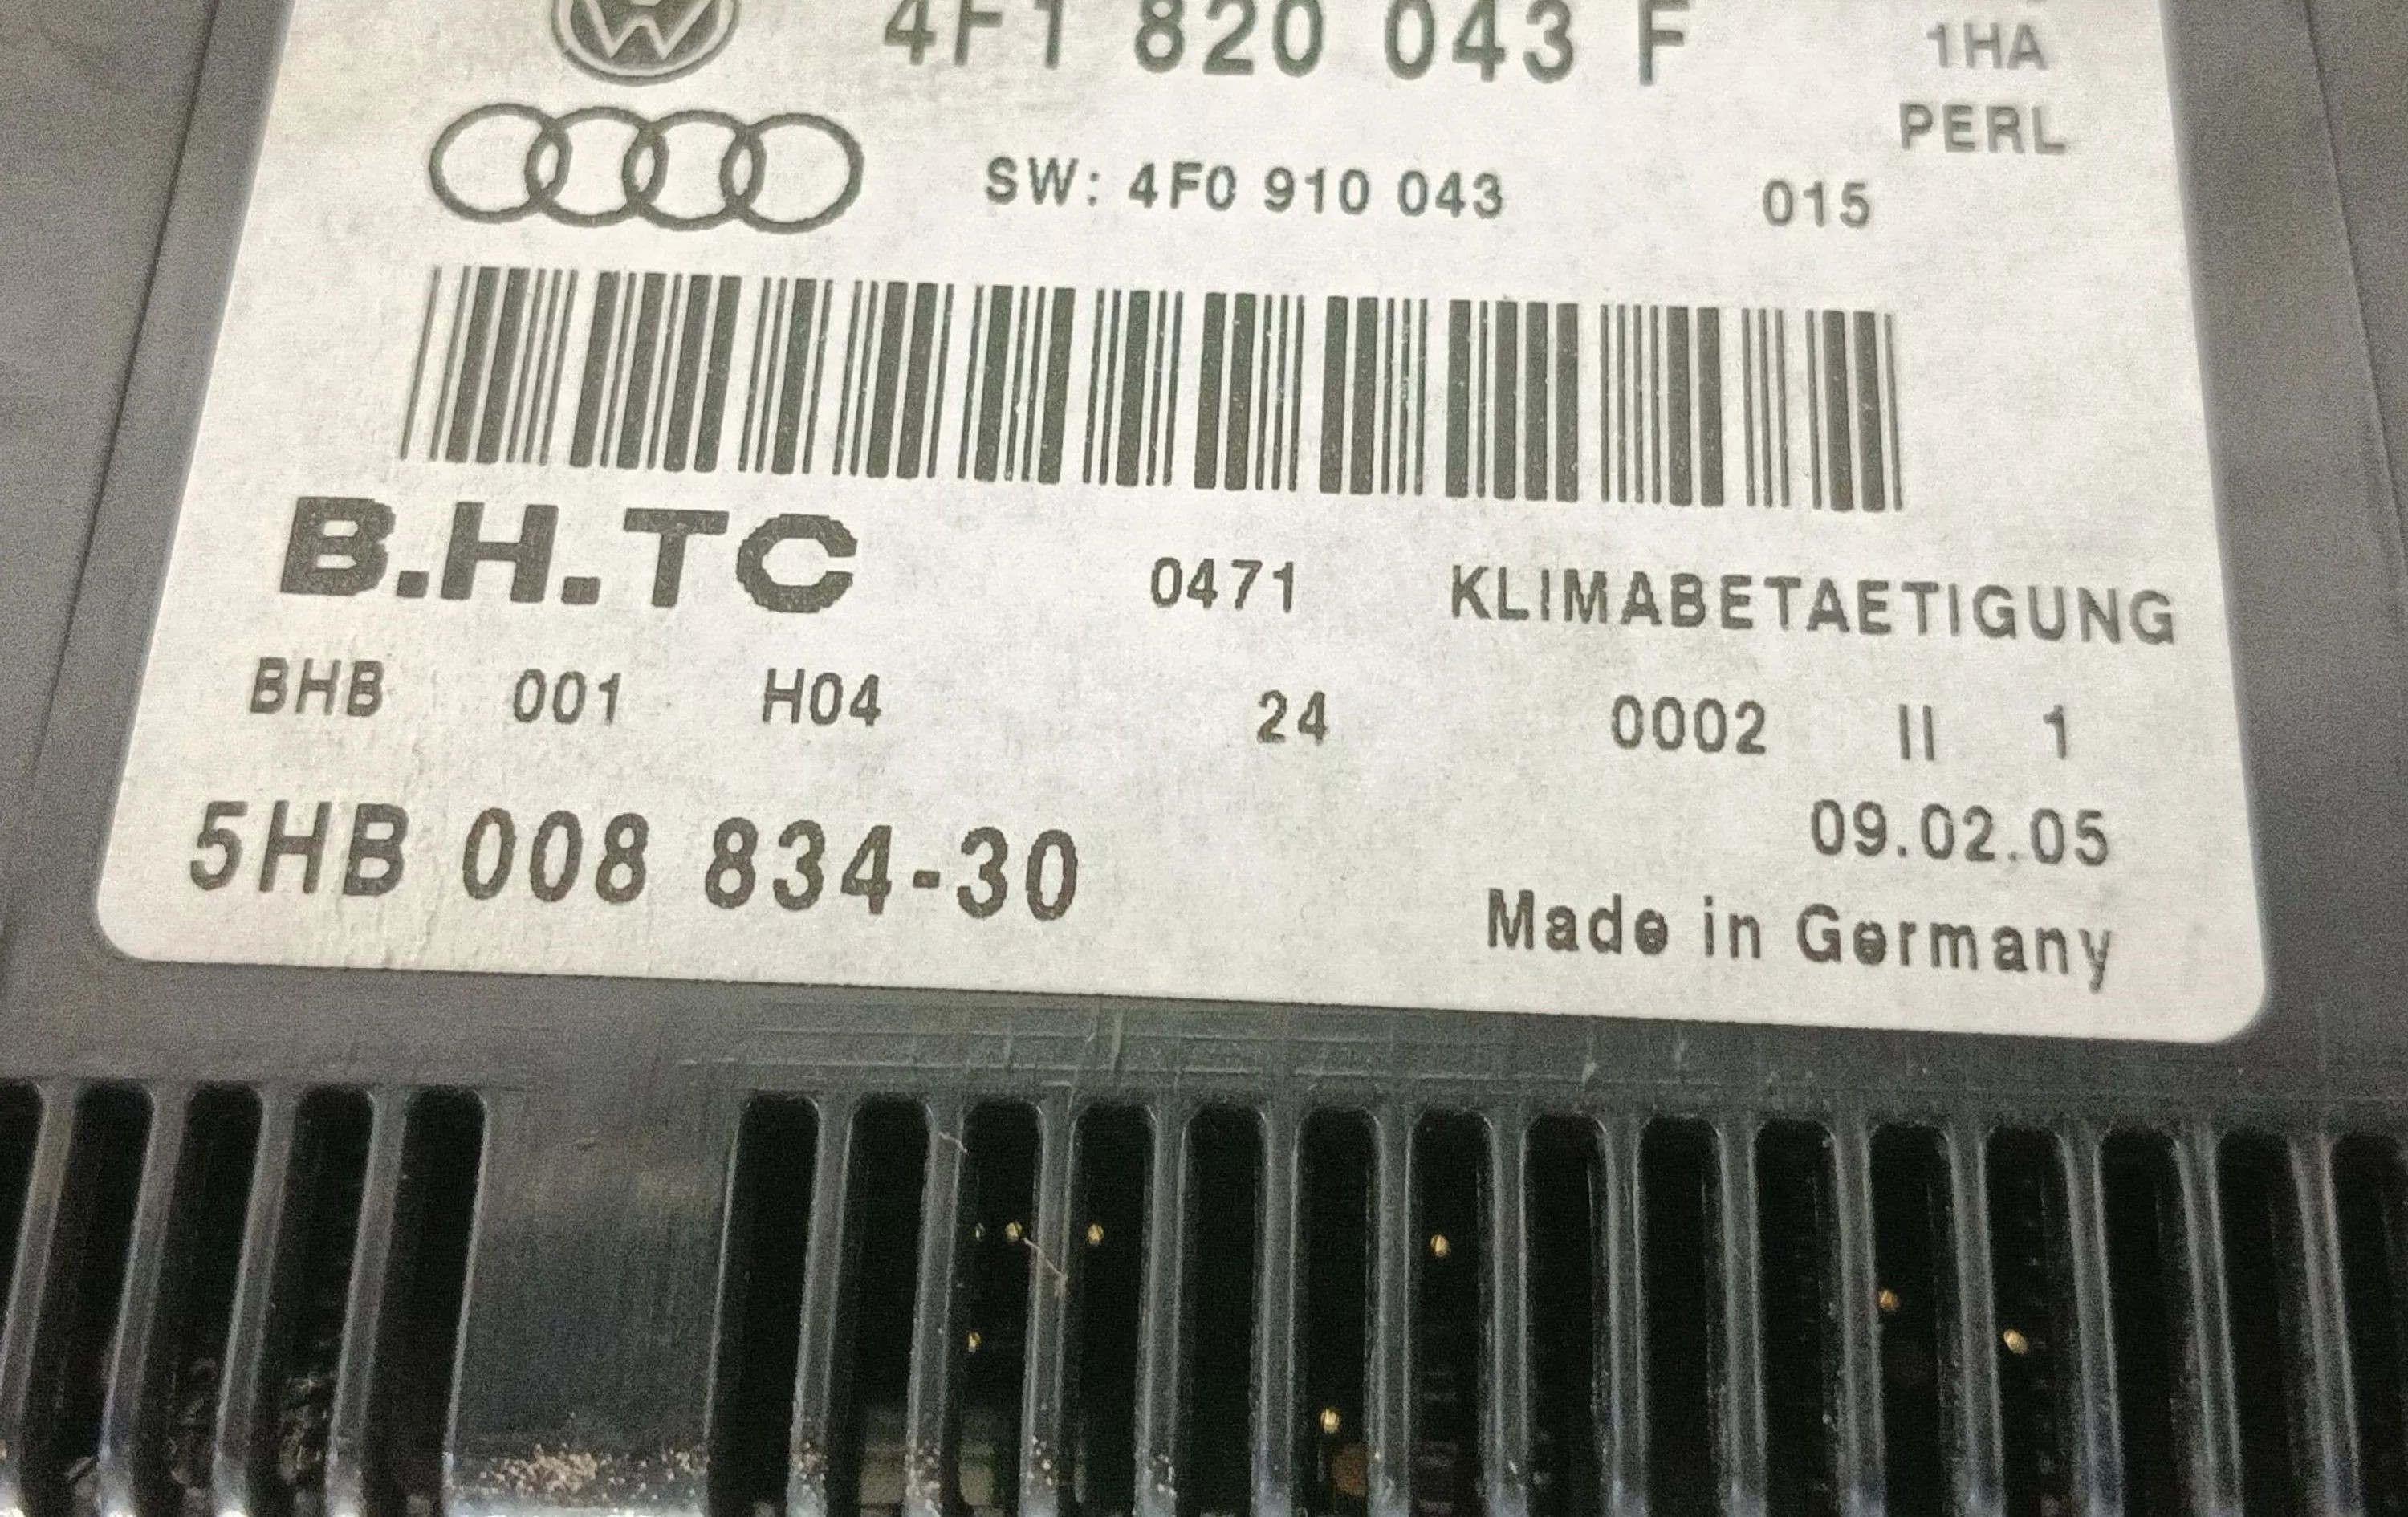 4F1 820 043 F
1HA
PERL
SW: 4F0 910 043 015
B.H.TC 0471 KLIMABETAETIGUNG
BHB 001 H04 24 0002 II 1
5HB 008 834-30
09.02.05
Made in Germany